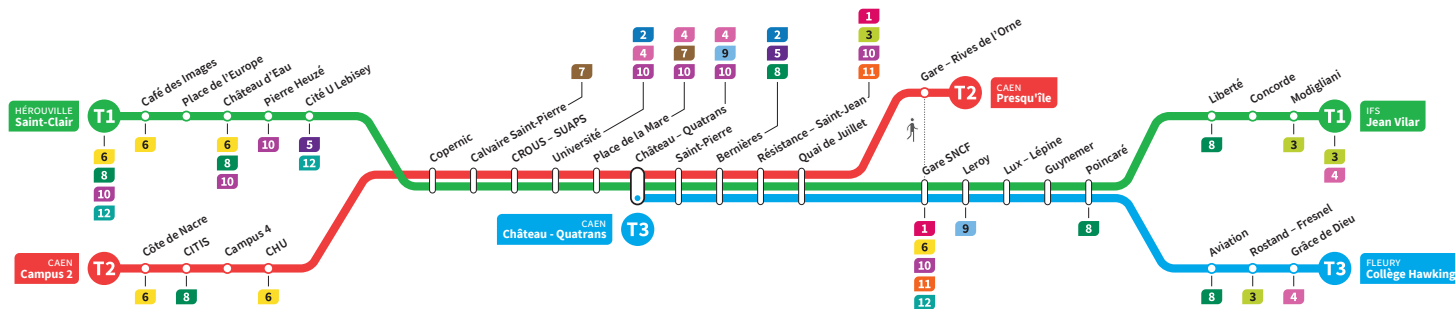 HÉROUVILLE
Saint-Clair
T1
6
8
10
12
Café des Images
6
Place de l'Europe
Château d'Eau
6
8
10
Pierre Heuzé
10
Cité U Lebisey
5
12
CAEN
Campus 2
T2
Côte de Nacre
6
CITIS
8
Campus 4
CHU
6
Copernic
Calvaire Saint-Pierre
7
CROUS – SUAPS
Université
2
4
10
Place de la Mare
4
7
10
Château – Quatrans
4
9
10
CAEN
Château - Quatrans
T3
Saint-Pierre
Bernières
2
5
8
Résistance – Saint-Jean
1
3
10
11
Quai de Juillet
Gare – Rives de l'Orne
T2
CAEN
Presqu'île
Gare SNCF
1
6
10
11
12
Leroy
9
Lux – Lépine
Guynemer
Poincaré
8
Liberté
8
Concorde
Modigliani
3
T1
3
4
IFS
Jean Vilar
Aviation
8
Rostand – Fresnel
3
Grâce de Dieu
4
T3
FLEURY
Collège Hawking